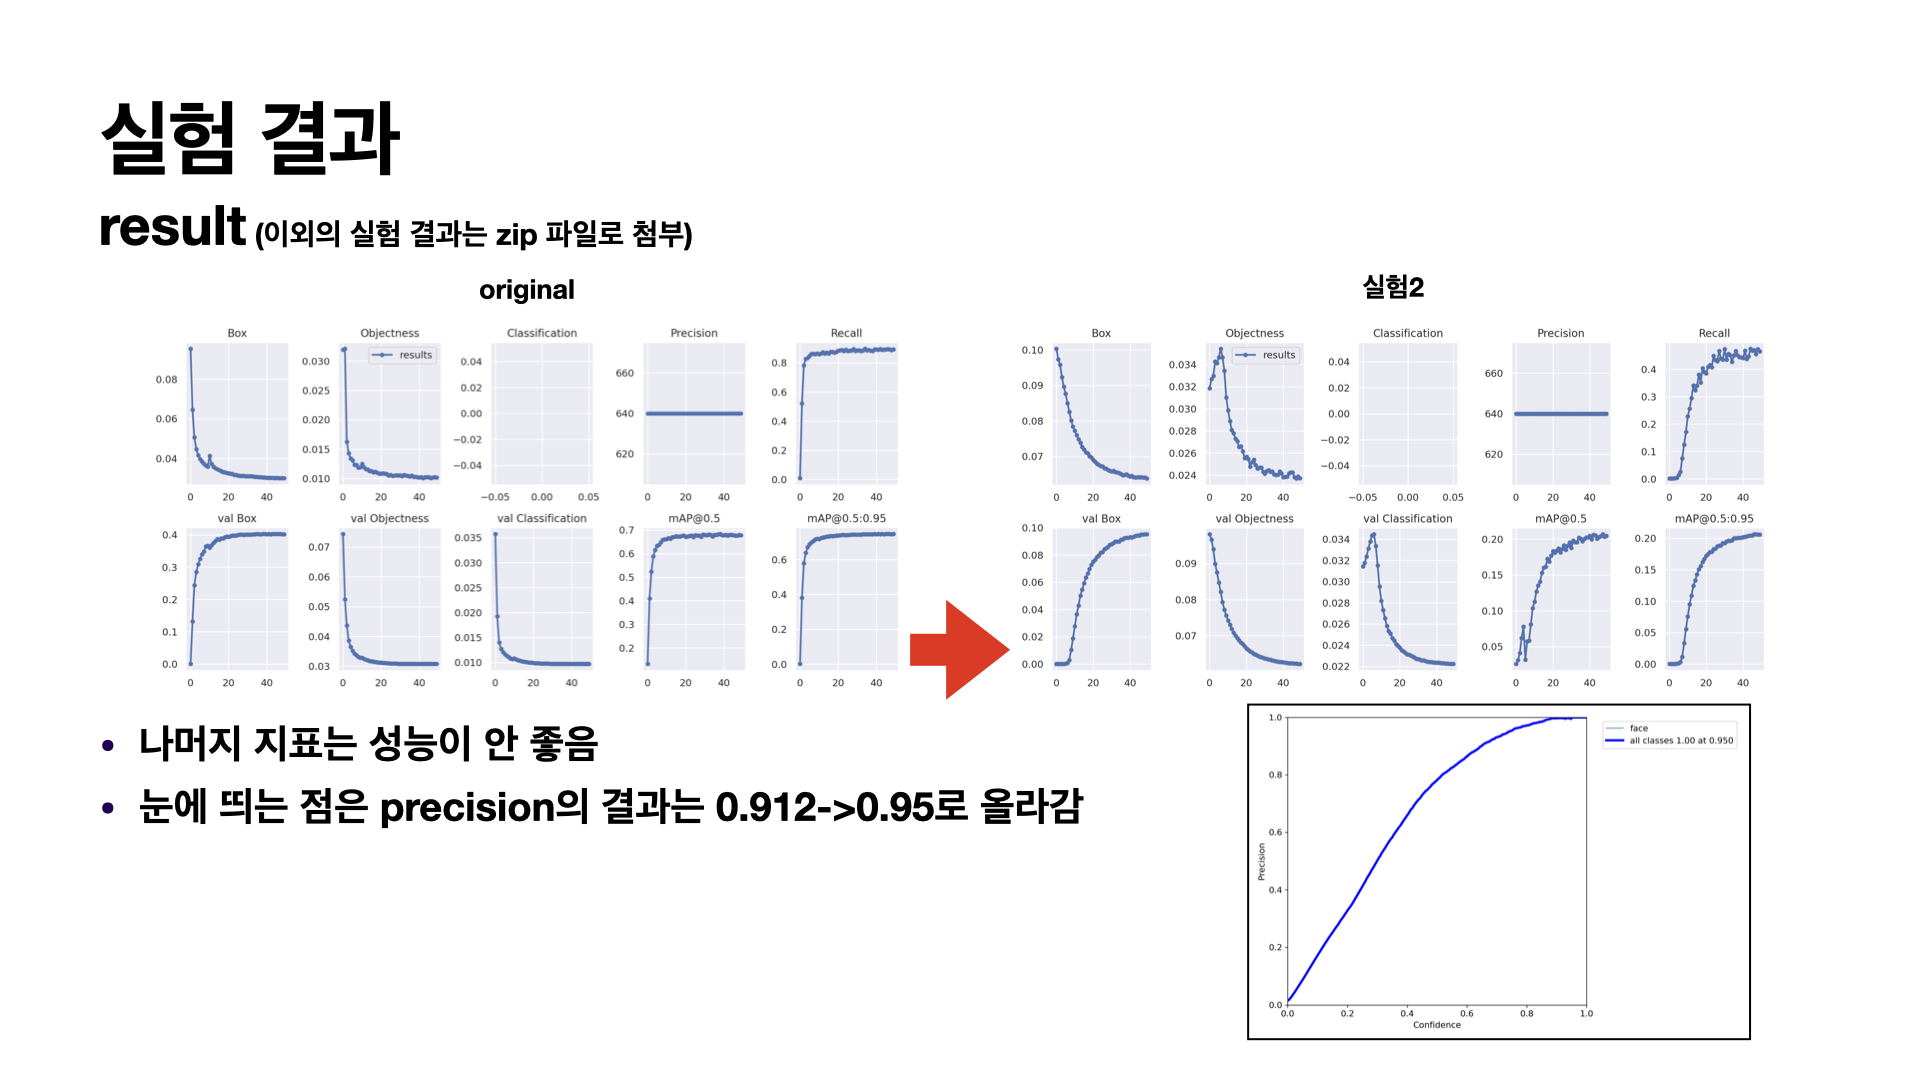 실험 결과
result (이외의 실험 결과는 zip 파일로 첨부)
original
Box Objectness Classification Precision Recall
results
0.08 0.06 0.04
0.030 0.025 0.020 0.015 0.010
0.04 0.02 0.00 −0.02 −0.04
660 640 620
0.8 0.6 0.4 0.2 0.0
0 20 40 0 20 40 −0.05 0.00 0.05 0 20 40 0 20 40
val Box val Objectness val Classification mAP@0.5 mAP@0.5:0.95
0.4 0.3 0.2 0.1 0.0
0.07 0.06 0.05 0.04 0.03
0.035 0.030 0.025 0.020 0.015 0.010
0.7 0.6 0.5 0.4 0.3 0.2
0.6 0.4 0.2 0.0
0 20 40 0 20 40 0 20 40 0 20 40 0 20 40
실험2
Box Objectness Classification Precision Recall
results
0.10 0.09 0.08 0.07
0.034 0.032 0.030 0.028 0.026 0.024
0.04 0.02 0.00 −0.02 −0.04
660 640 620
0.4 0.3 0.2 0.1 0.0
0 20 40 0 20 40 −0.05 0.00 0.05 0 20 40 0 20 40
val Box val Objectness val Classification mAP@0.5 mAP@0.5:0.95
0.10 0.08 0.06 0.04 0.02 0.00
0.09 0.08 0.07
0.034 0.032 0.030 0.028 0.026 0.024 0.022
0.20 0.15 0.10 0.05
0.20 0.15 0.10 0.05 0.00
0 20 40 0 20 40 0 20 40 0 20 40 0 20 40
• 나머지 지표는 성능이 안 좋음
• 눈에 띄는 점은 precision의 결과는 0.912->0.95로 올라감
face
all classes 1.00 at 0.950
Precision
1.0 0.8 0.6 0.4 0.2 0.0
0.0 0.2 0.4 0.6 0.8 1.0
Confidence